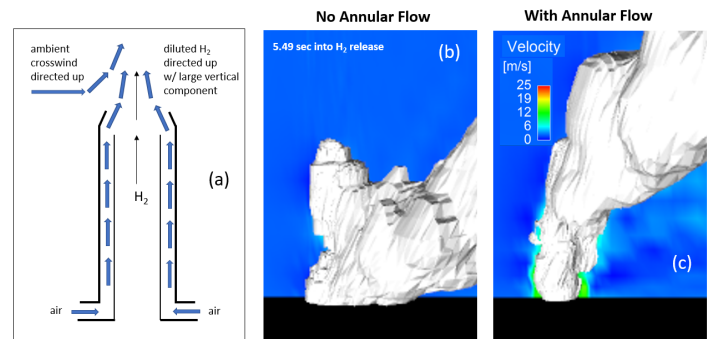 No Annular Flow
With Annular Flow
ambient
crosswind
directed up
diluted H₂
directed up
w/ large vertical
component
(a)
H₂
air
air
5.49 sec into H₂ release
(b)
Velocity
[m/s]
25
19
12
6
0
(c)